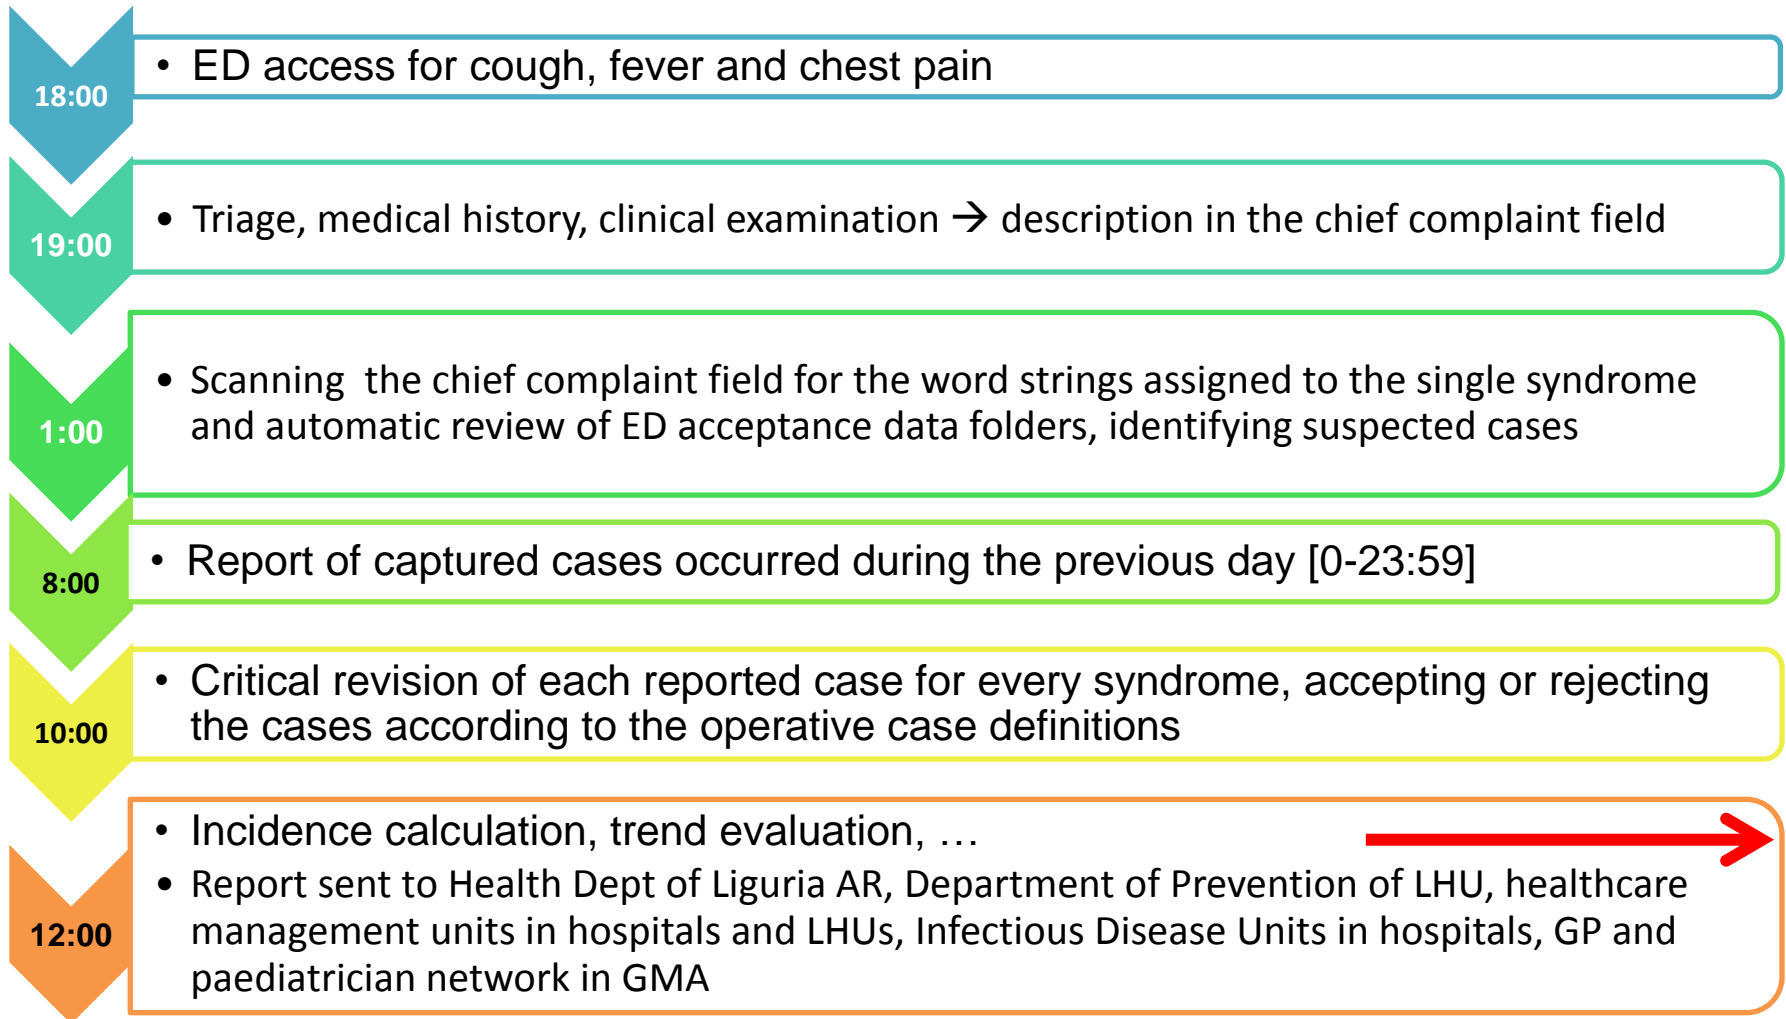 18:00
• ED access for cough, fever and chest pain
19:00
• Triage, medical history, clinical examination → description in the chief complaint field
1:00
• Scanning the chief complaint field for the word strings assigned to the single syndrome
and automatic review of ED acceptance data folders, identifying suspected cases
8:00
• Report of captured cases occurred during the previous day [0-23:59]
10:00
• Critical revision of each reported case for every syndrome, accepting or rejecting
the cases according to the operative case definitions
12:00
• Incidence calculation, trend evaluation, …
• Report sent to Health Dept of Liguria AR, Department of Prevention of LHU, healthcare
management units in hospitals and LHUs, Infectious Disease Units in hospitals, GP and
paediatrician network in GMA